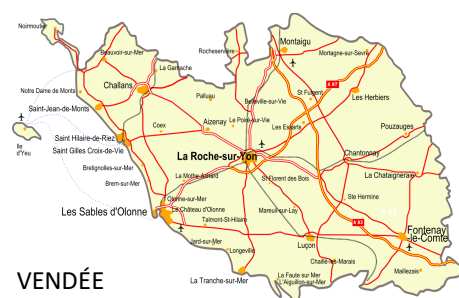 Noirmoutier
Montaigu
Beauvoir-sur-Mer
Rocheservière
Mortagne-sur-Sevre
La Garnache
A 87
Notre Dame de Monts
Challans
Palluau
St Fulgent
Les Herbiers
Saint-Jean-de-Monts
Belleville-sur-Vie
Coex
Aizenay
Le Poiré-sur-Vie
Les Essarts
Pouzauges
Saint Hilaire-de-Riez
Saint Gilles Croix-de-Vie
Ile
d'Yeu
La Roche-sur-Yon
Chantonnay
Bretignolles-sur-Mer
La Mothe-Achard
La Chataigneraie
Brem-sur-Mer
St Florent des Bois
Ste Hermine
Olonne-sur-Mer
Les Sables d'Olonne
Le Château d'Olonne
Mareuil-sur-Lay
Talmont-St-Hilaire
A 83
Fontenay
-le-Comte
Jard-sur-Mer
Longeville
Luçon
Chaillé-les-Marais
Maillezais
La Tranche-sur-Mer
La Faute sur Mer
L'Aiguillon-sur-Mer
VENDÉE